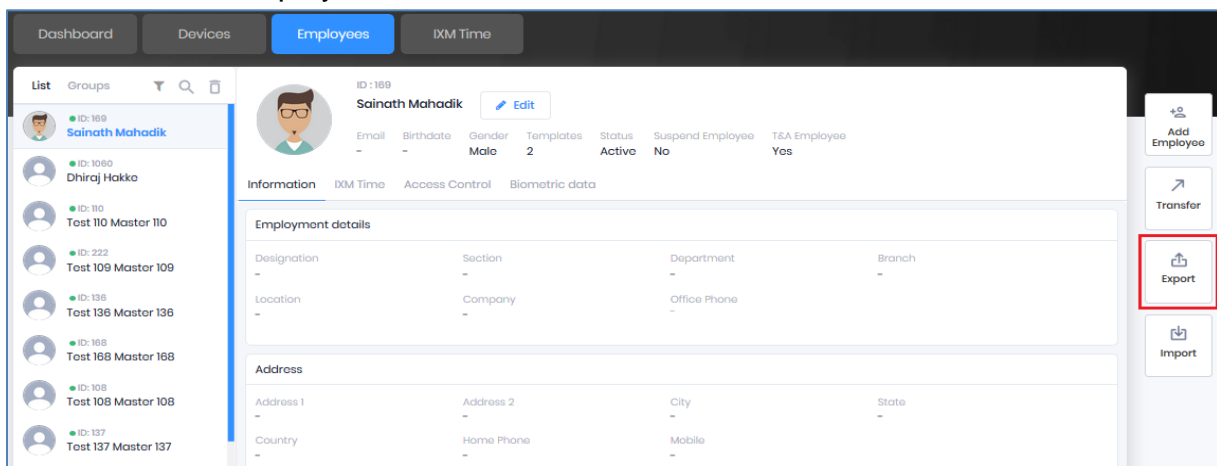 Dashboard Devices Employees IXM Time
List Groups
ID: 169
Sainath Mahadik
ID: 1060
Dhiraj Hakke
ID: 110
Test 110 Master 110
ID: 222
Test 109 Master 109
ID: 136
Test 136 Master 136
ID: 168
Test 168 Master 168
ID: 108
Test 108 Master 108
ID: 137
Test 137 Master 137
ID : 169
Sainath Mahadik Edit
Email Birthdate Gender Templates Status Suspend Employee T&A Employee
- - Male 2 Active No Yes
Information IXM Time Access Control Biometric data
Employment details
Designation Section Department Branch
- - - -
Location Company Office Phone
- - -
Address
Address 1 Address 2 City State
- - - -
Country Home Phone Mobile
- - -
Add
Employee
Transfer
Export
Import